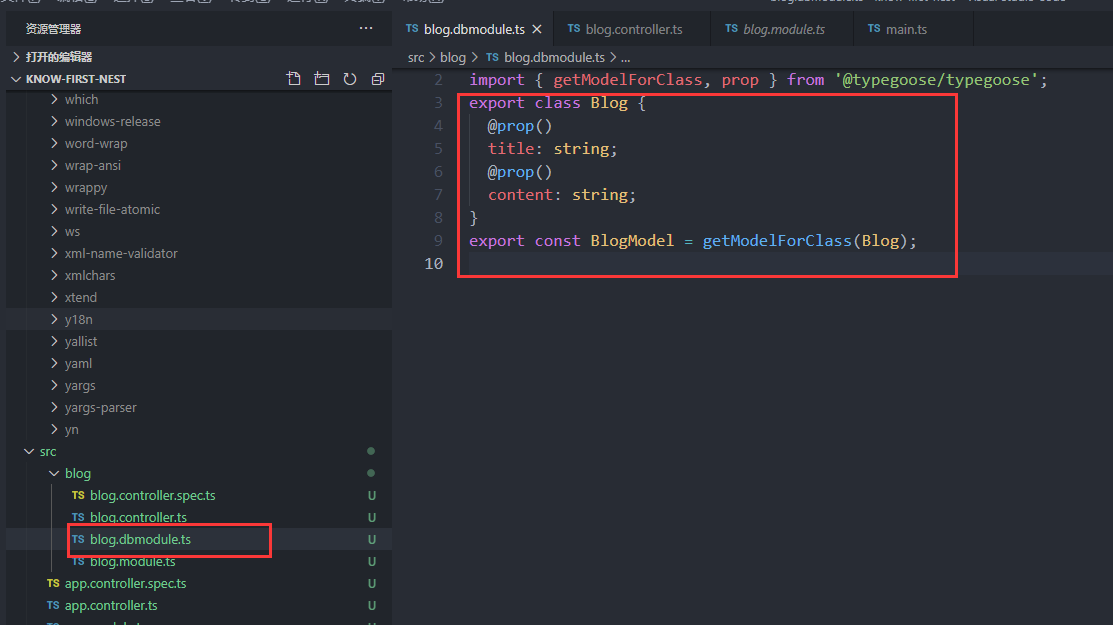 资源管理器
···
打开的编辑器
KNOW-FIRST-NEST
which
windows-release
word-wrap
wrap-ansi
wrappy
write-file-atomic
ws
xml-name-validator
xmlchars
xtend
y18n
yallist
yaml
yargs
yargs-parser
yn
src
blog
TS blog.controller.spec.ts U
TS blog.controller.ts U
TS blog.dbmodule.ts U
TS blog.module.ts U
TS app.controller.spec.ts U
TS app.controller.ts U
TS blog.dbmodule.ts
TS blog.controller.ts
TS blog.module.ts
TS main.ts
src > blog > TS blog.dbmodule.ts > ...
2 import { getModelForClass, prop } from '@typegoose/typegoose';
3 export class Blog {
4 @prop()
5 title: string;
6 @prop()
7 content: string;
8 }
9 export const BlogModel = getModelForClass(Blog);
10